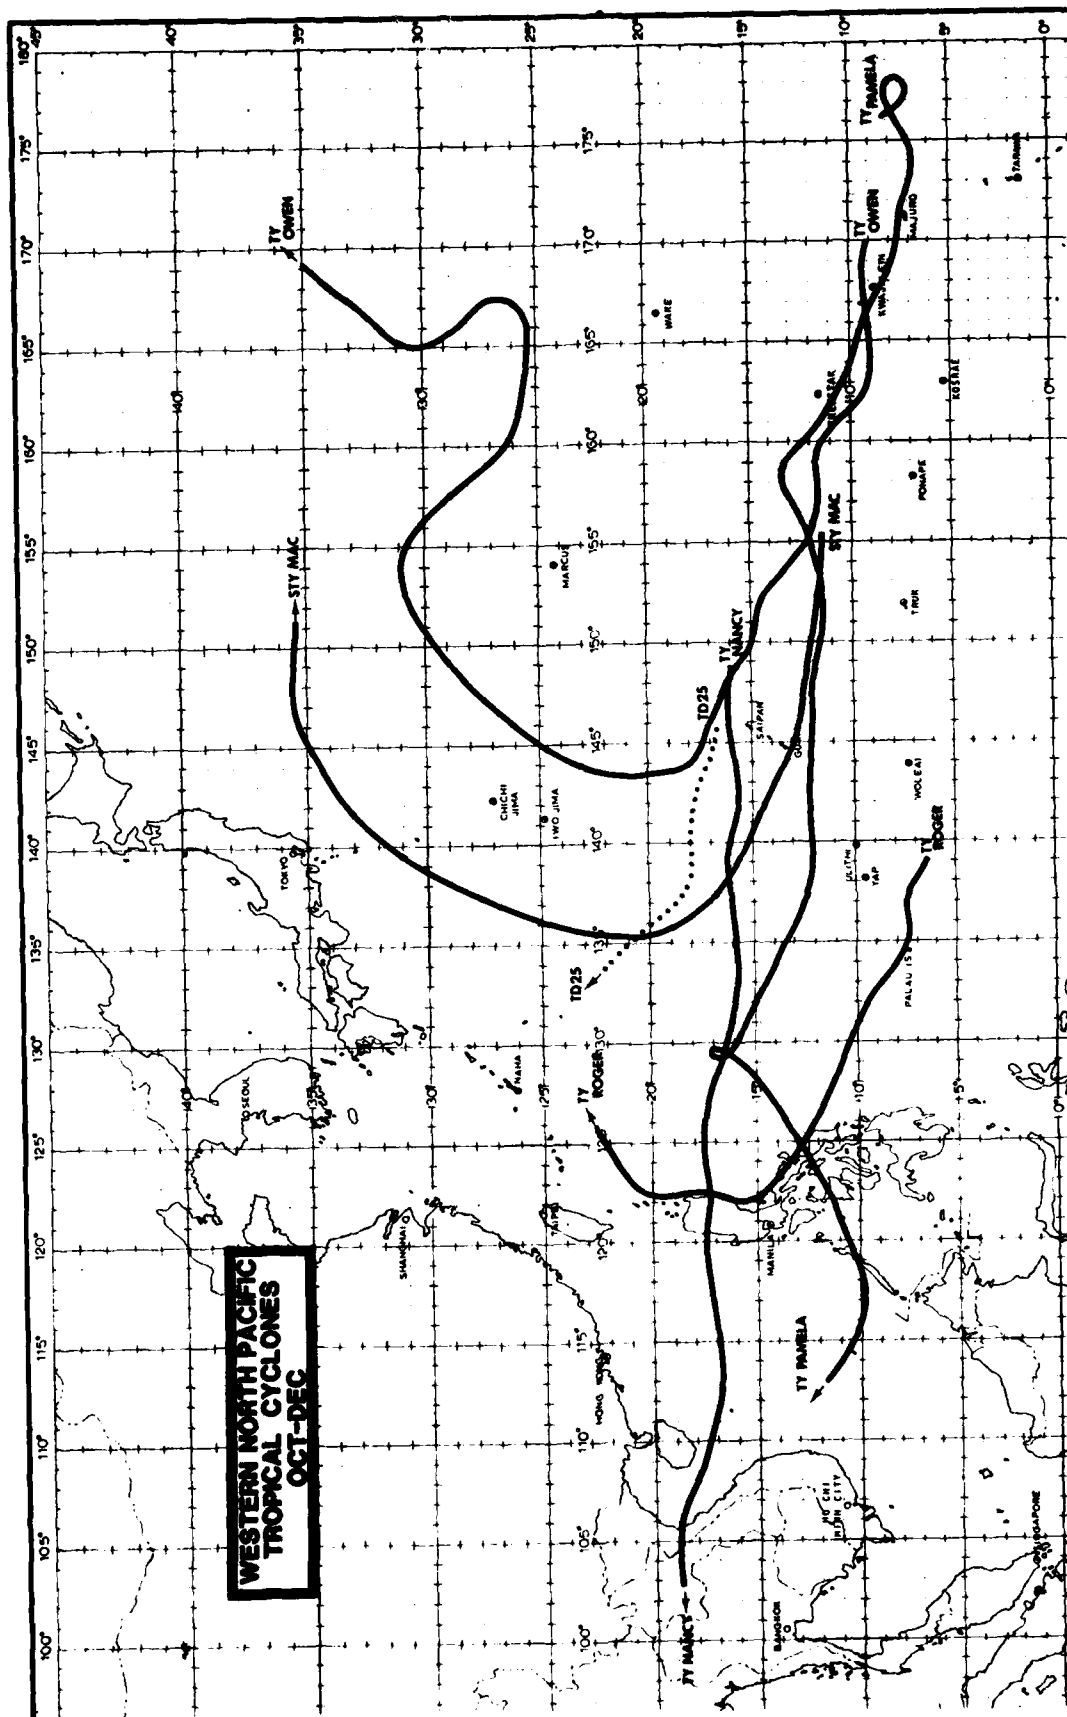 WESTERN NORTH PACIFIC
TROPICAL CYCLONES
OCT-DEC
100°
105°
110°
115°
120°
125°
130°
135°
140°
145°
150°
155°
160°
165°
170°
175°
180°
45°
40°
35°
30°
25°
20°
15°
10°
5°
0°
TY
OWEN
STY MAC
TD25
TY
ROGER
TY NANCY
TY PAMELA
TY
PAMELA
TY
OWEN
STY MAC
TY
NANCY
TD25
TY
ROGER
SEOUL
TOKYO
SHANGHAI
TAIPEI
HONG KONG
NAHA
CHICHI
JIMA
IWO JIMA
MARCUS
WAKE
SAIPAN
ULITHI
YAP
WOLEAI
PALAU IS
TRUK
PONAPE
KOSRAE
KWAJALEIN
MAJURO
TARAWA
MANILA
HO CHI
MINH CITY
BANGKOK
SINGAPORE